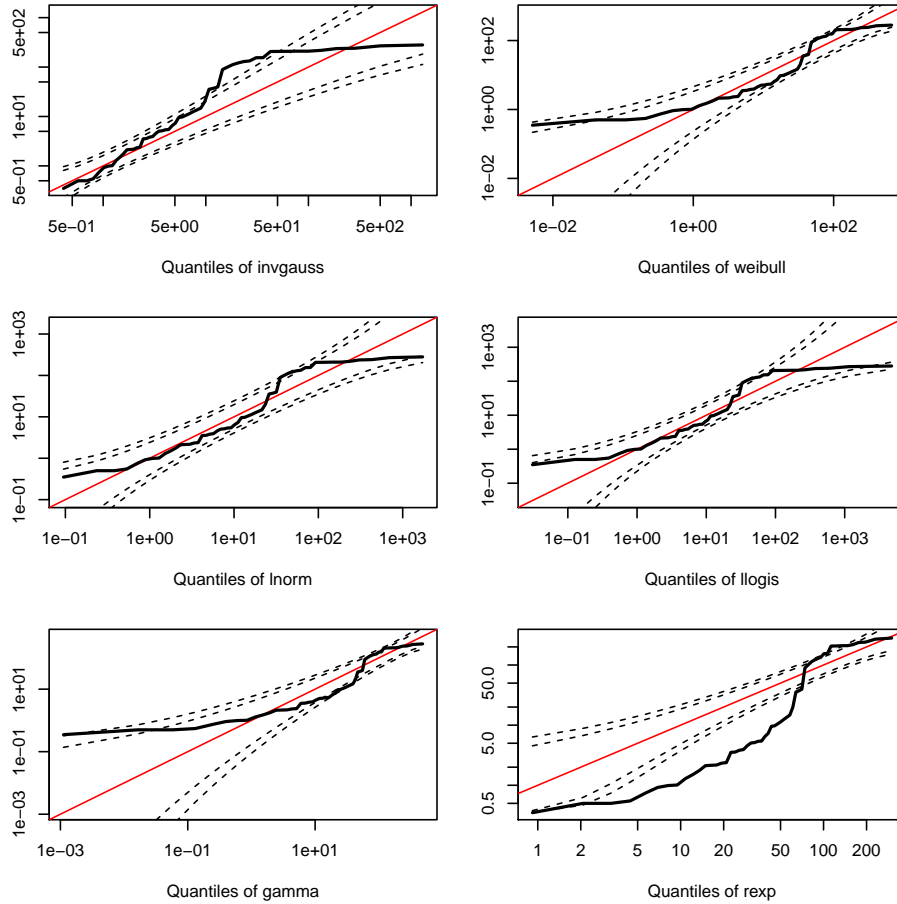 5e−01 1e+01 5e+02
5e−01 5e+00 5e+01 5e+02
Quantiles of invgauss
1e−02 1e+00 1e+02
1e−02 1e+00 1e+02
Quantiles of weibull
1e−01 1e+01 1e+03
1e−01 1e+00 1e+01 1e+02 1e+03
Quantiles of lnorm
1e−01 1e+01 1e+03
1e−01 1e+00 1e+01 1e+02 1e+03
Quantiles of llogis
1e−03 1e−01 1e+01
1e−03 1e−01 1e+01
Quantiles of gamma
0.5 5.0 50.0
1 2 5 10 20 50 100 200
Quantiles of rexp